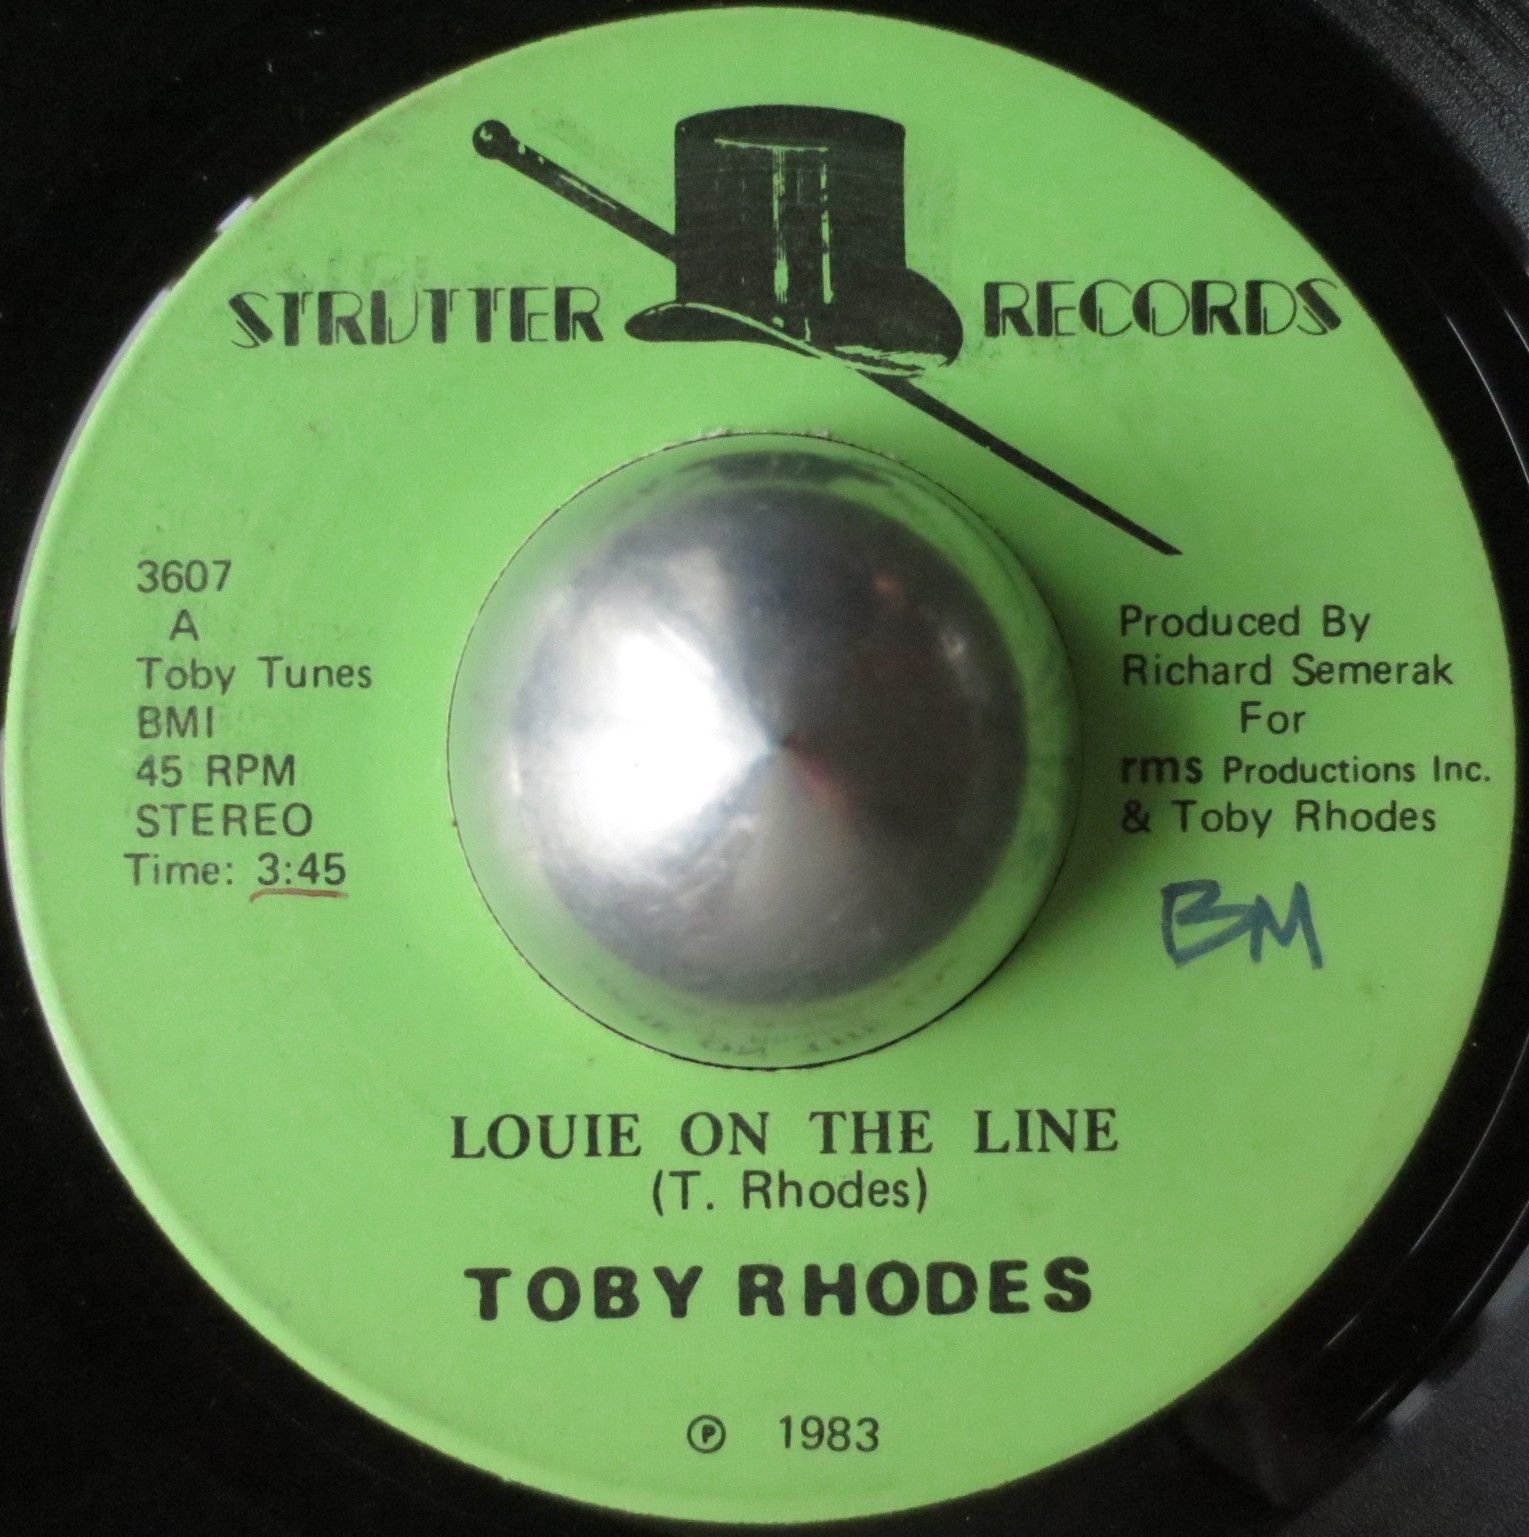 STRUTTER RECORDS
3607
A
Toby Tunes
BMI
45 RPM
STEREO
Time: 3:45
Produced By
Richard Semerak
For
rms Productions Inc.
& Toby Rhodes
BM
LOUIE ON THE LINE
(T. Rhodes)
TOBY RHODES
℗ 1983